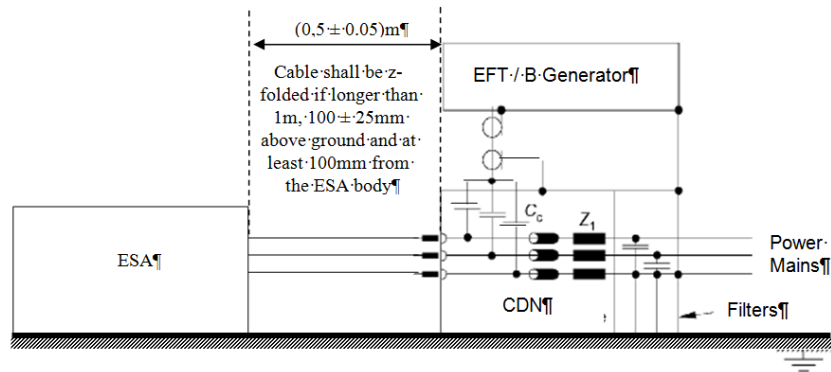 (0,5·±·0.05)m¶
Cable·shall·be·z-
folded·if·longer·than·
1m,·100·±·25mm·
above·ground·and·at·
least·100mm·from·
the·ESA·body¶
EFT·/·B·Generator¶
C_c
Z_1
ESA¶
Power·
Mains¶
CDN¶
Filters¶